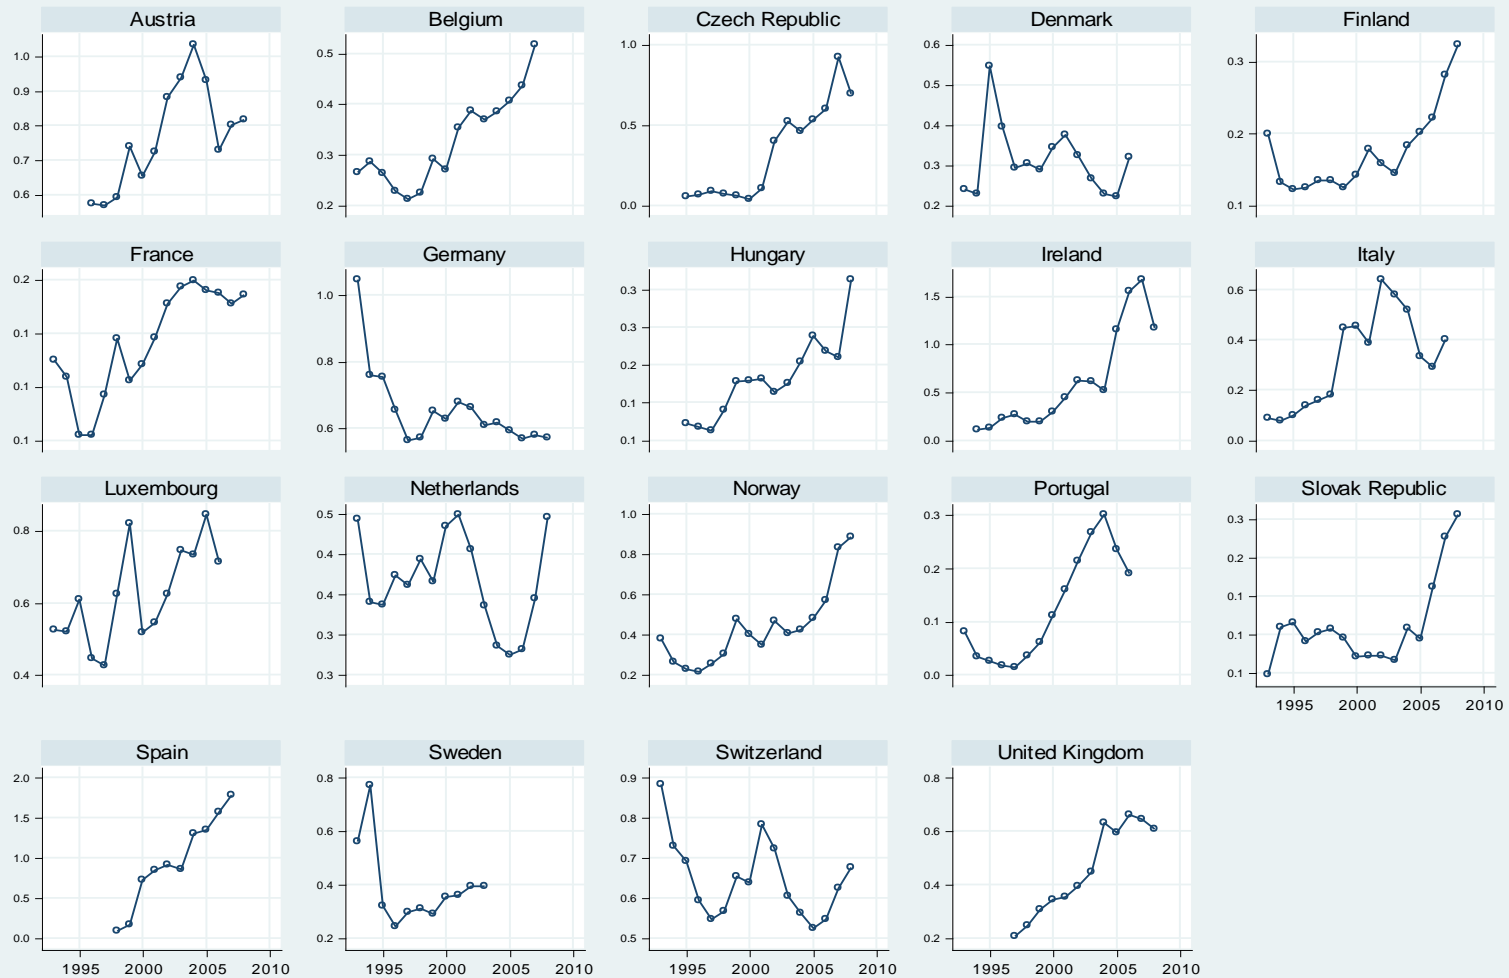 Austria Belgium Czech Republic Denmark Finland
1.0 0.5 1.0 0.6 0.3
0.9 0.5
0.8 0.4 0.5 0.4 0.2
0.7 0.3 0.3
0.6 0.2 0.0 0.2 0.1
France Germany Hungary Ireland Italy
0.2 1.0 0.3 1.5 0.6
0.1 0.8 0.3 1.0 0.4
0.1 0.6 0.2 0.5 0.2
0.1 0.1 0.0 0.0
0.1
Luxembourg Netherlands Norway Portugal Slovak Republic
0.8 0.5 1.0 0.3 0.3
0.6 0.4 0.8 0.2 0.2
0.4 0.4 0.6 0.1 0.1
0.3 0.4 0.0 0.1
0.3 0.2 0.1
1995 2000 2005 2010
Spain Sweden Switzerland United Kingdom
2.0 0.8 0.9 0.8
1.5 0.6 0.8 0.6
1.0 0.4 0.7 0.4
0.5 0.2 0.6 0.2
0.0 0.5
1995 2000 2005 2010 1995 2000 2005 2010 1995 2000 2005 2010 1995 2000 2005 2010